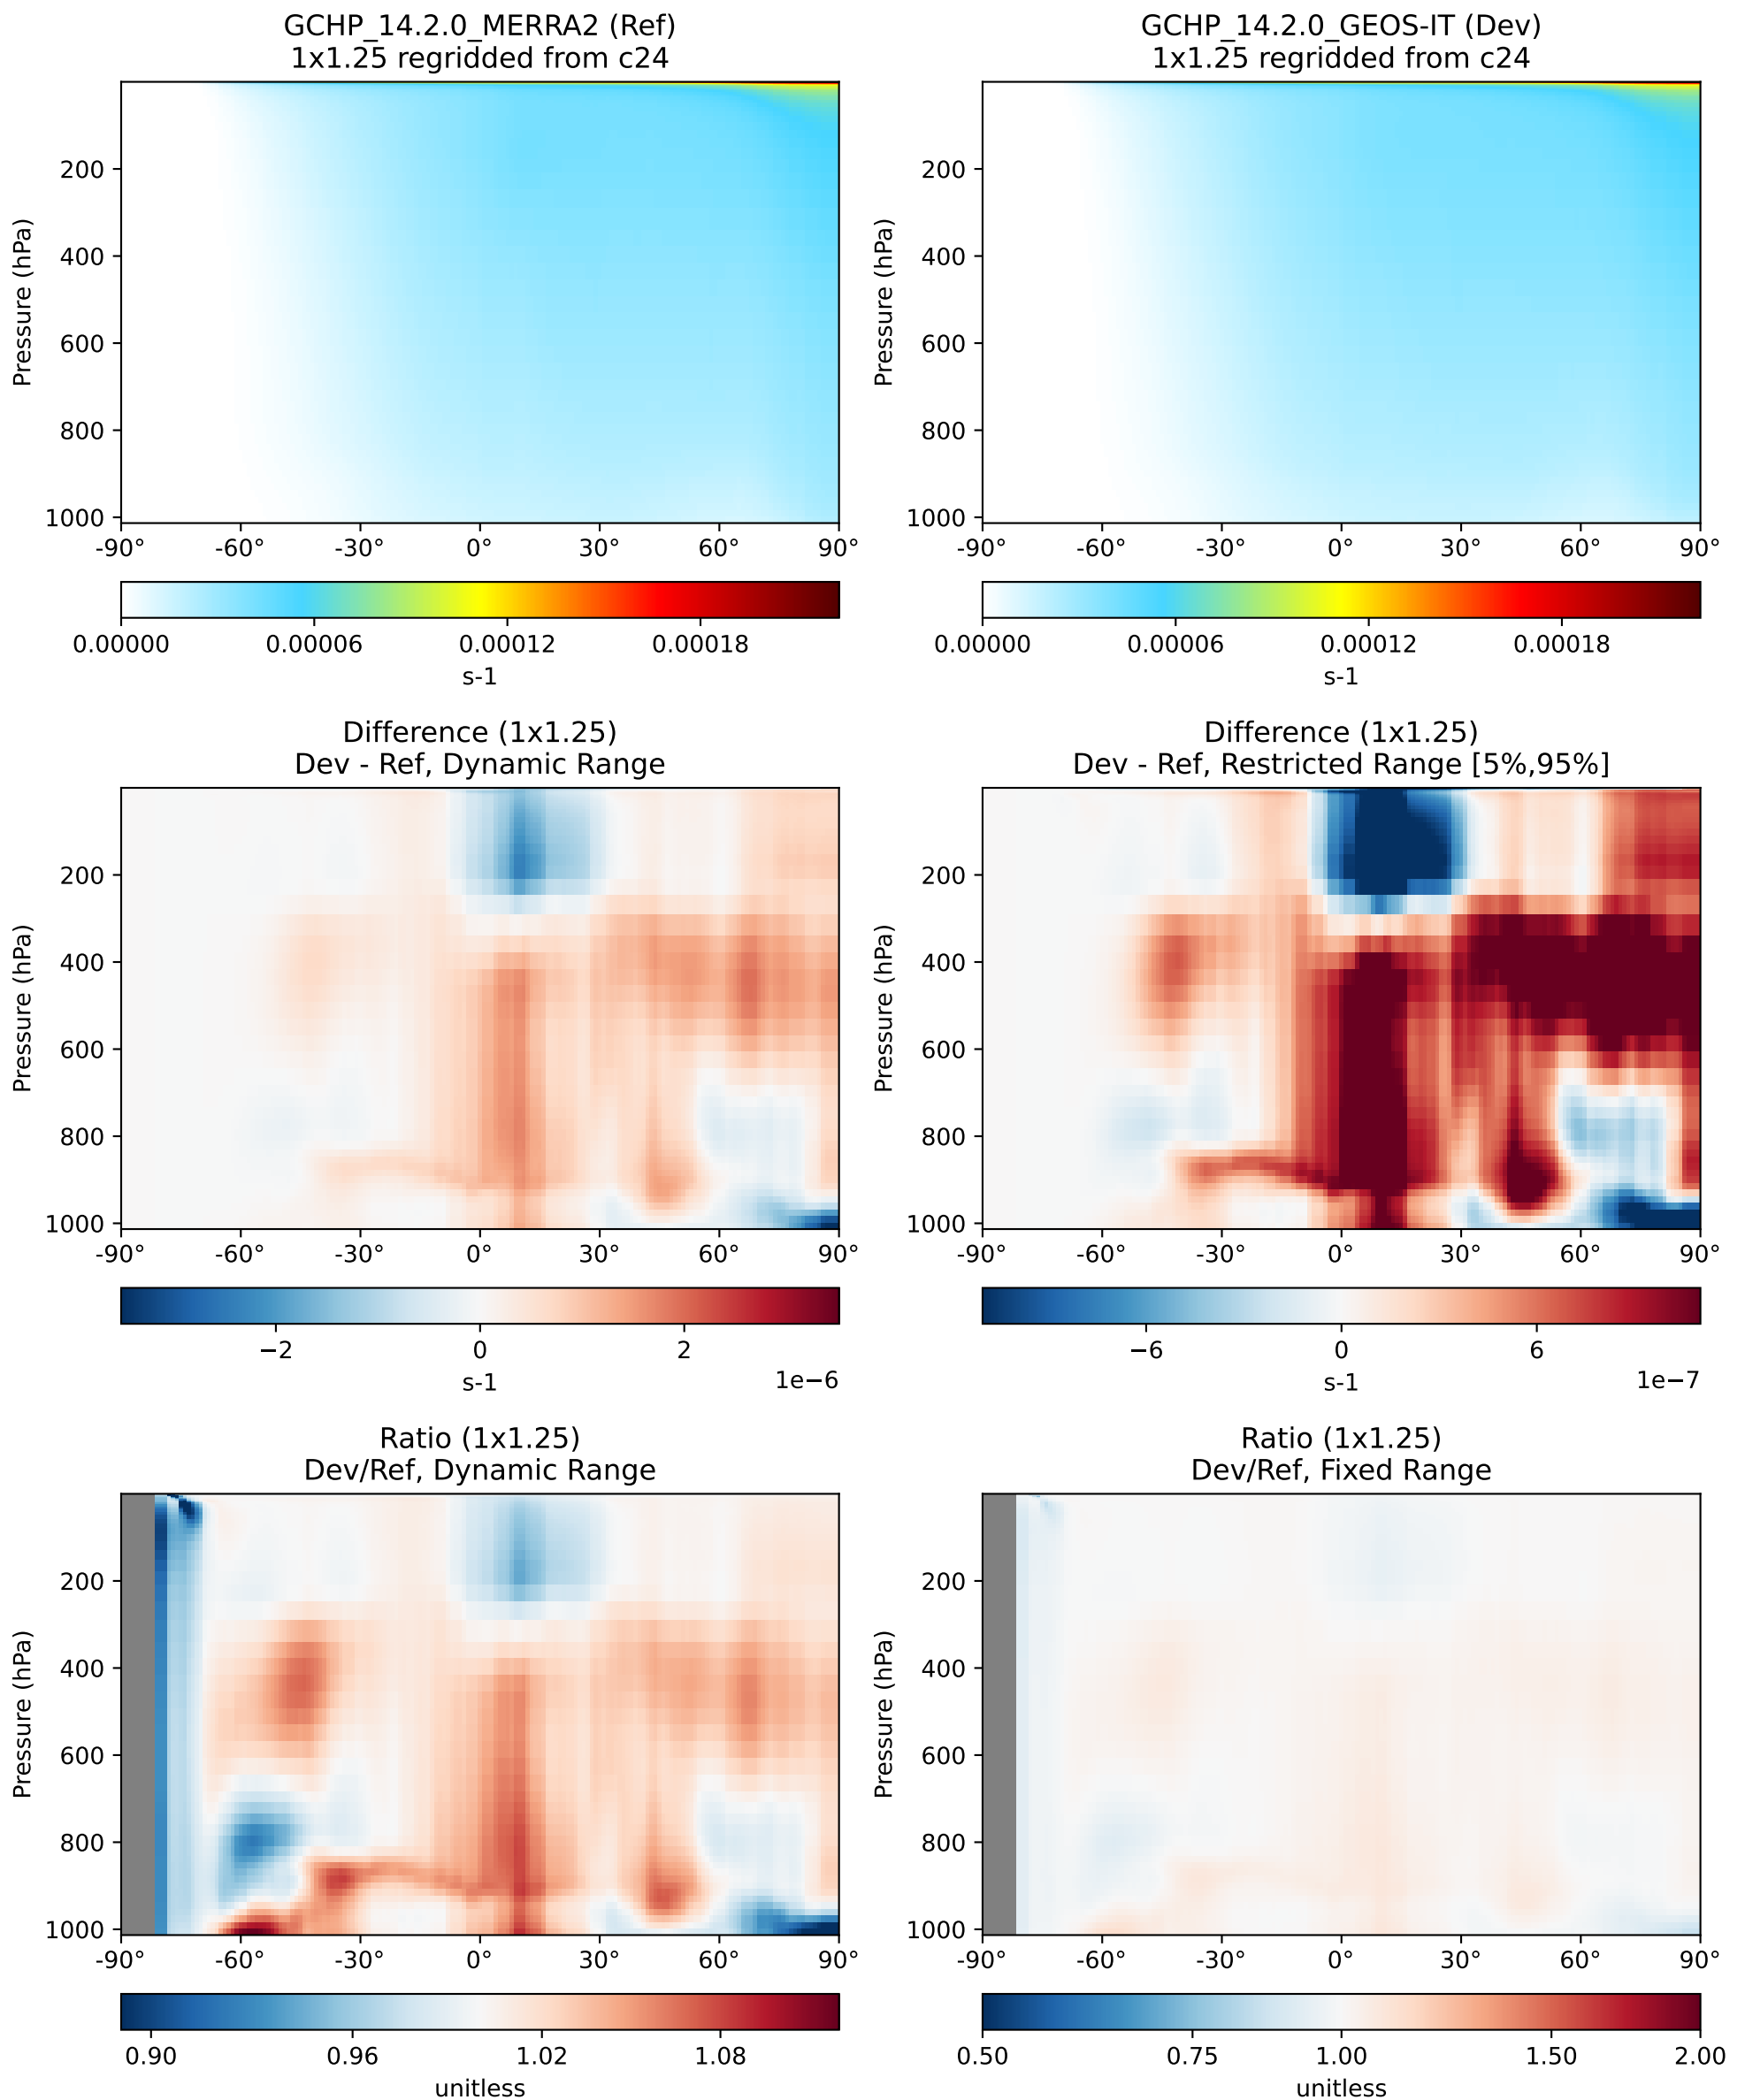 GCHP_14.2.0_MERRA2 (Ref)
1x1.25 regridded from c24
Pressure (hPa)
200
400
600
800
1000
-90° -60° -30° 0° 30° 60° 90°
0.00000 0.00006 0.00012 0.00018
s-1
GCHP_14.2.0_GEOS-IT (Dev)
1x1.25 regridded from c24
Pressure (hPa)
200
400
600
800
1000
-90° -60° -30° 0° 30° 60° 90°
0.00000 0.00006 0.00012 0.00018
s-1
Difference (1x1.25)
Dev - Ref, Dynamic Range
Pressure (hPa)
200
400
600
800
1000
-90° -60° -30° 0° 30° 60° 90°
−2 0 2
s-1 1e−6
Difference (1x1.25)
Dev - Ref, Restricted Range [5%,95%]
Pressure (hPa)
200
400
600
800
1000
-90° -60° -30° 0° 30° 60° 90°
−6 0 6
s-1 1e−7
Ratio (1x1.25)
Dev/Ref, Dynamic Range
Pressure (hPa)
200
400
600
800
1000
-90° -60° -30° 0° 30° 60° 90°
0.90 0.96 1.02 1.08
unitless
Ratio (1x1.25)
Dev/Ref, Fixed Range
Pressure (hPa)
200
400
600
800
1000
-90° -60° -30° 0° 30° 60° 90°
0.50 0.75 1.00 1.50 2.00
unitless